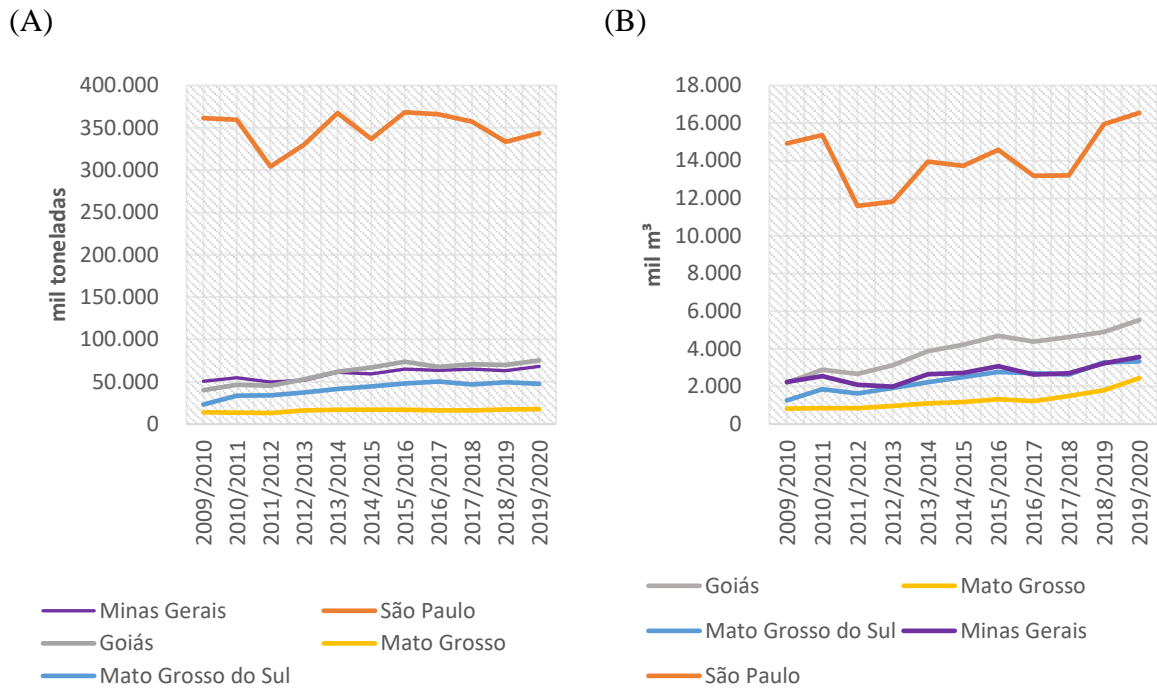 (A)
400.000
350.000
300.000
250.000
200.000
150.000
100.000
50.000
0
mil toneladas
2009/2010
2010/2011
2011/2012
2012/2013
2013/2014
2014/2015
2015/2016
2016/2017
2017/2018
2018/2019
2019/2020
Minas Gerais
São Paulo
Goiás
Mato Grosso
Mato Grosso do Sul
(B)
18.000
16.000
14.000
12.000
10.000
8.000
6.000
4.000
2.000
0
mil m³
2009/2010
2010/2011
2011/2012
2012/2013
2013/2014
2014/2015
2015/2016
2016/2017
2017/2018
2018/2019
2019/2020
Goiás
Mato Grosso
Mato Grosso do Sul
Minas Gerais
São Paulo